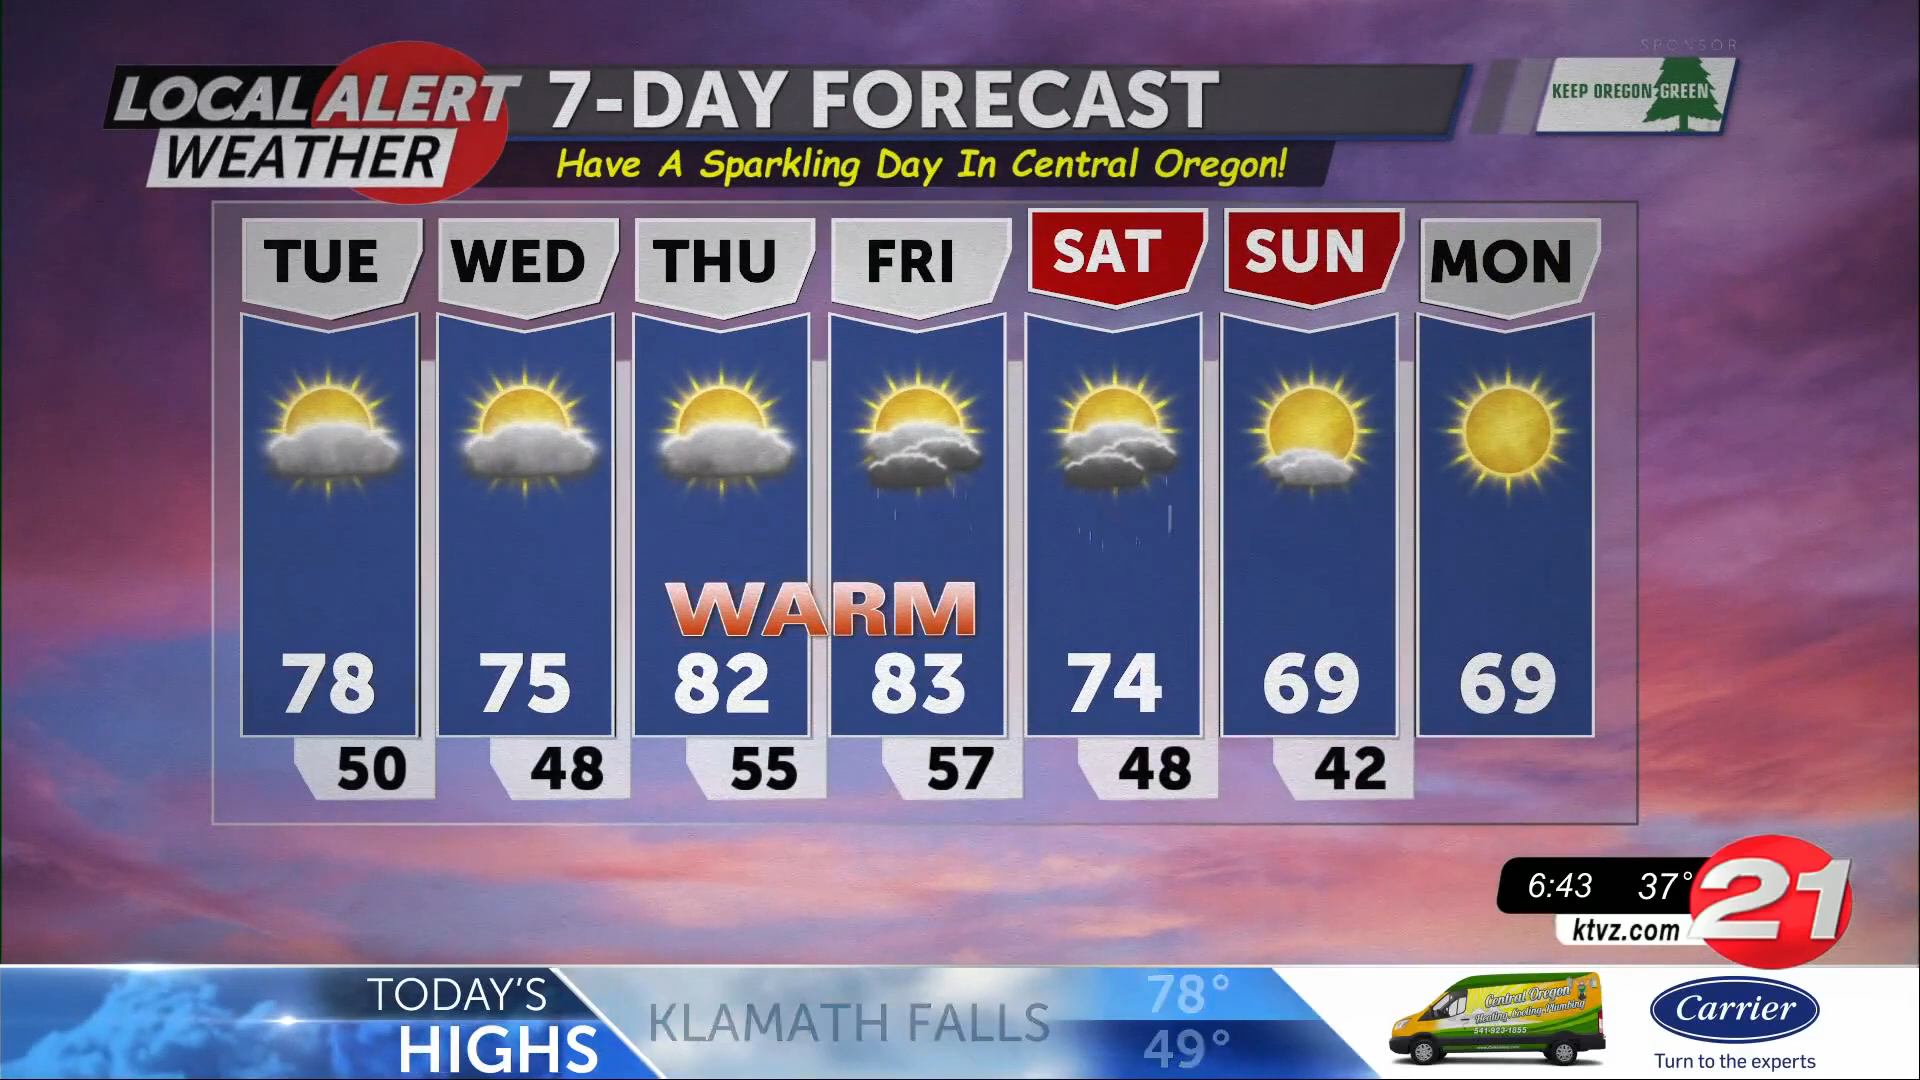 SPONSOR
LOCAL ALERT
WEATHER
7-DAY FORECAST
KEEP OREGON GREEN
Have A Sparkling Day In Central Oregon!
TUE WED THU FRI SAT SUN MON
WARM
78 75 82 83 74 69 69
50 48 55 57 48 42
6:43 37° 21
ktvz.com
TODAY'S
HIGHS
KLAMATH FALLS
78°
49°
Central Oregon
Heating Cooling Plumbing
541-923-1855
Carrier
Turn to the experts